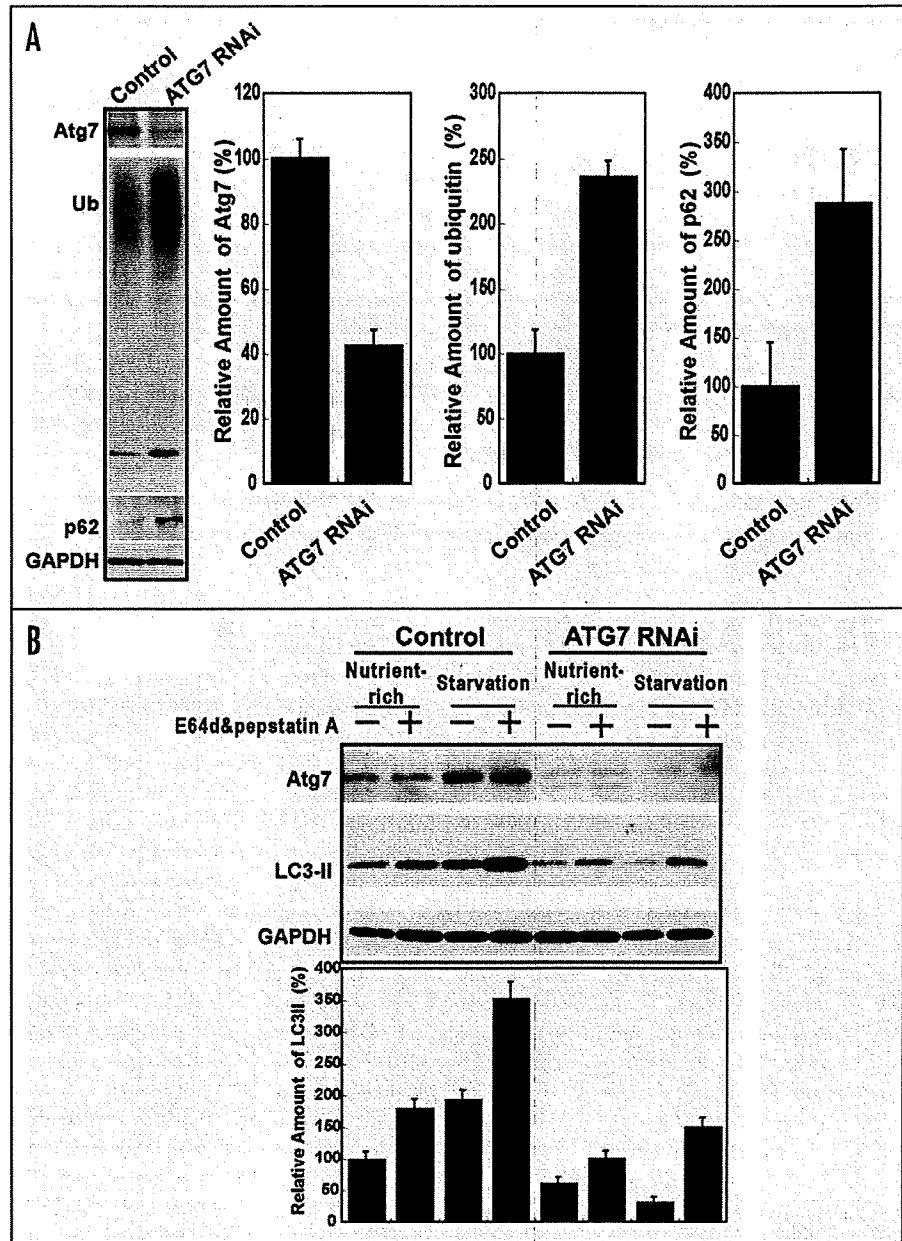 A
Control
ATG7 RNAi
Atg7
Ub
p62
GAPDH
Relative Amount of Atg7 (%)
120
100
80
60
40
20
0
Control
ATG7 RNAi
Relative Amount of ubiquitin (%)
300
250
200
150
100
50
0
Control
ATG7 RNAi
Relative Amount of p62 (%)
400
350
300
250
200
150
100
50
0
Control
ATG7 RNAi
B
Control
ATG7 RNAi
Nutrient-rich
Starvation
Nutrient-rich
Starvation
E64d&pepstatin A
− + − + − + − +
Atg7
LC3-II
GAPDH
Relative Amount of LC3II (%)
400
350
300
250
200
150
100
50
0